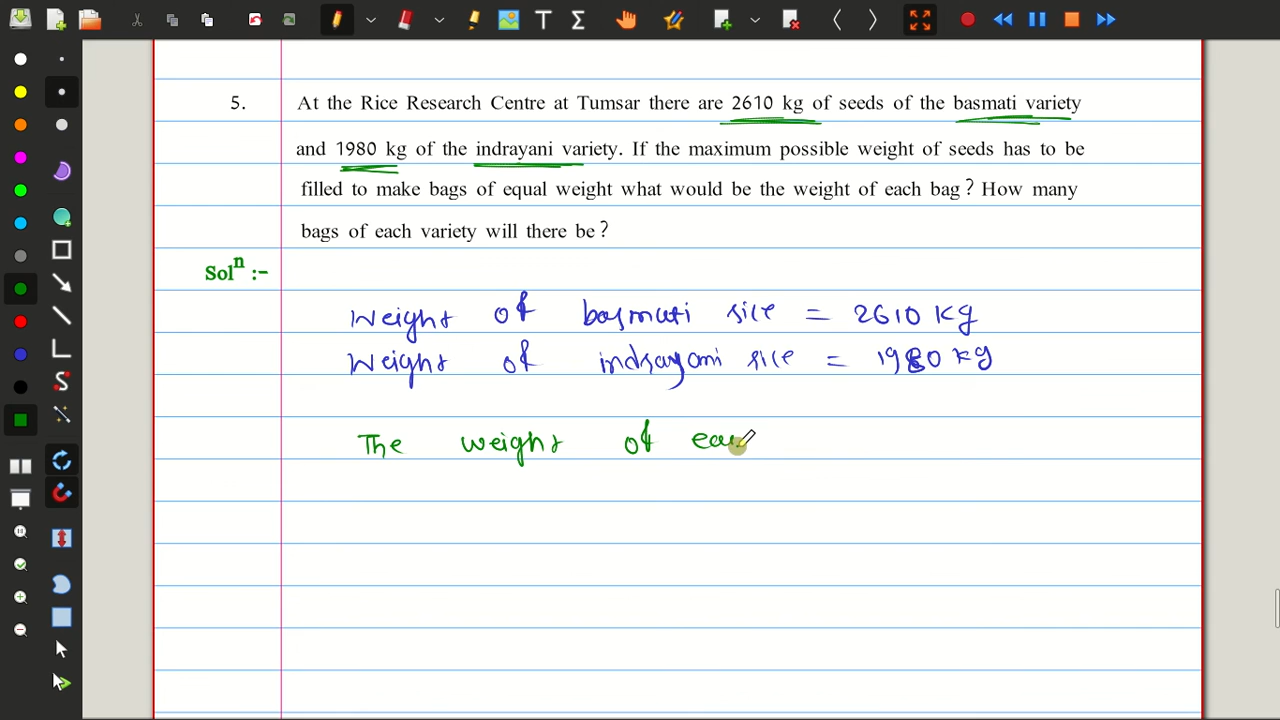 5. At the Rice Research Centre at Tumsar there are 2610 kg of seeds of the basmati variety
and 1980 kg of the indrayani variety. If the maximum possible weight of seeds has to be
filled to make bags of equal weight what would be the weight of each bag? How many
bags of each variety will there be?
Solⁿ :-
Weight of basmati rice = 2610 kg
Weight of indrayani rice = 1980 kg
The weight of eac